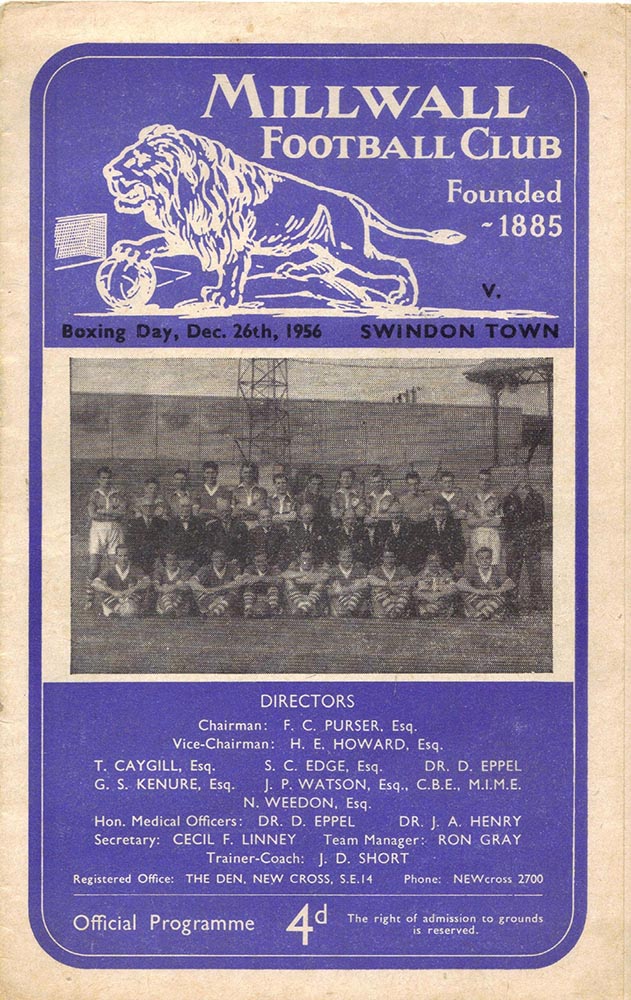 MILLWALL
FOOTBALL CLUB
Founded
~1885
v.
Boxing Day, Dec. 26th, 1956 SWINDON TOWN
DIRECTORS
Chairman: F. C. PURSER, Esq.
Vice-Chairman: H. E. HOWARD, Esq.
T. CAYGILL, Esq. S. C. EDGE, Esq. DR. D. EPPEL
G. S. KENURE, Esq. J. P. WATSON, Esq., C.B.E., M.I.M.E.
N. WEEDON, Esq.
Hon. Medical Officers: DR. D. EPPEL DR. J. A. HENRY
Secretary: CECIL F. LINNEY Team Manager: RON GRAY
Trainer-Coach: J. D. SHORT
Registered Office: THE DEN, NEW CROSS, S.E.14 Phone: NEWcross 2700
Official Programme 4d The right of admission to grounds
is reserved.